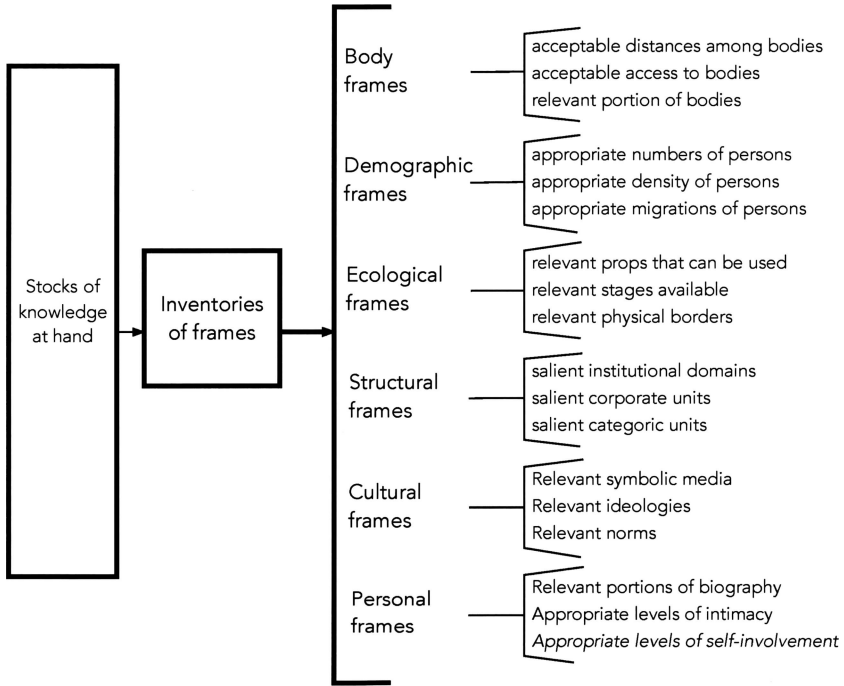 Stocks of
knowledge
at hand
Inventories
of frames
Body
frames
acceptable distances among bodies
acceptable access to bodies
relevant portion of bodies
Demographic
frames
appropriate numbers of persons
appropriate density of persons
appropriate migrations of persons
Ecological
frames
relevant props that can be used
relevant stages available
relevant physical borders
Structural
frames
salient institutional domains
salient corporate units
salient categoric units
Cultural
frames
Relevant symbolic media
Relevant ideologies
Relevant norms
Personal
frames
Relevant portions of biography
Appropriate levels of intimacy
Appropriate levels of self-involvement